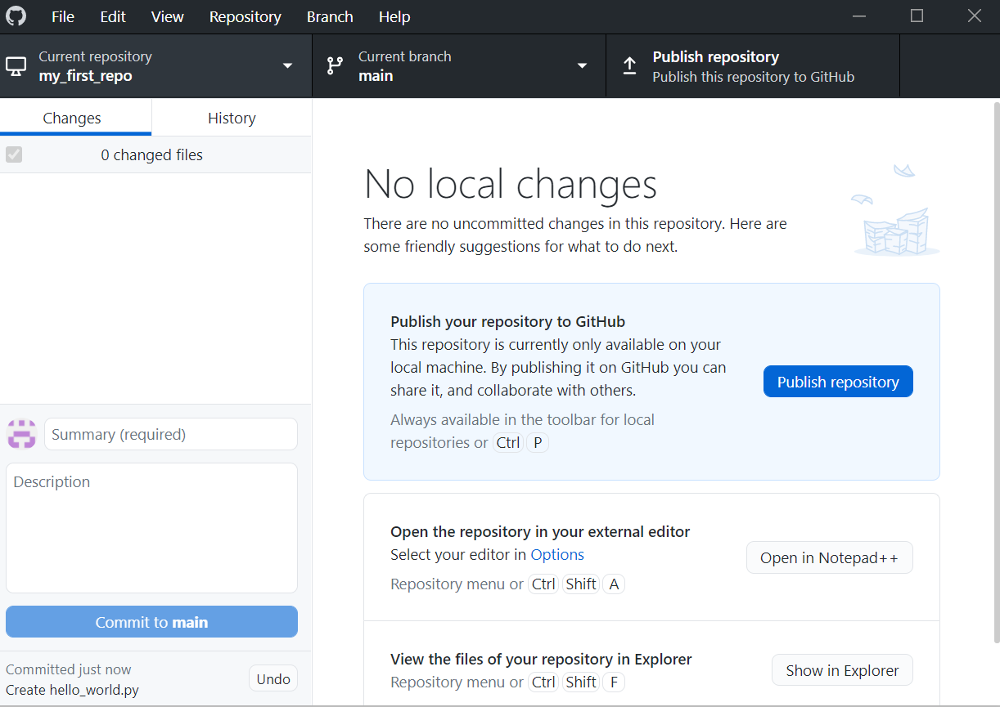 File Edit View Repository Branch Help
Current repository
my_first_repo
Current branch
main
Publish repository
Publish this repository to GitHub
Changes
History
0 changed files
No local changes
There are no uncommitted changes in this repository. Here are
some friendly suggestions for what to do next.
Publish your repository to GitHub
This repository is currently only available on your
local machine. By publishing it on GitHub you can
share it, and collaborate with others.
Always available in the toolbar for local
repositories or Ctrl P
Publish repository
Summary (required)
Description
Commit to main
Committed just now
Create hello_world.py
Undo
Open the repository in your external editor
Select your editor in Options
Repository menu or Ctrl Shift A
Open in Notepad++
View the files of your repository in Explorer
Repository menu or Ctrl Shift F
Show in Explorer